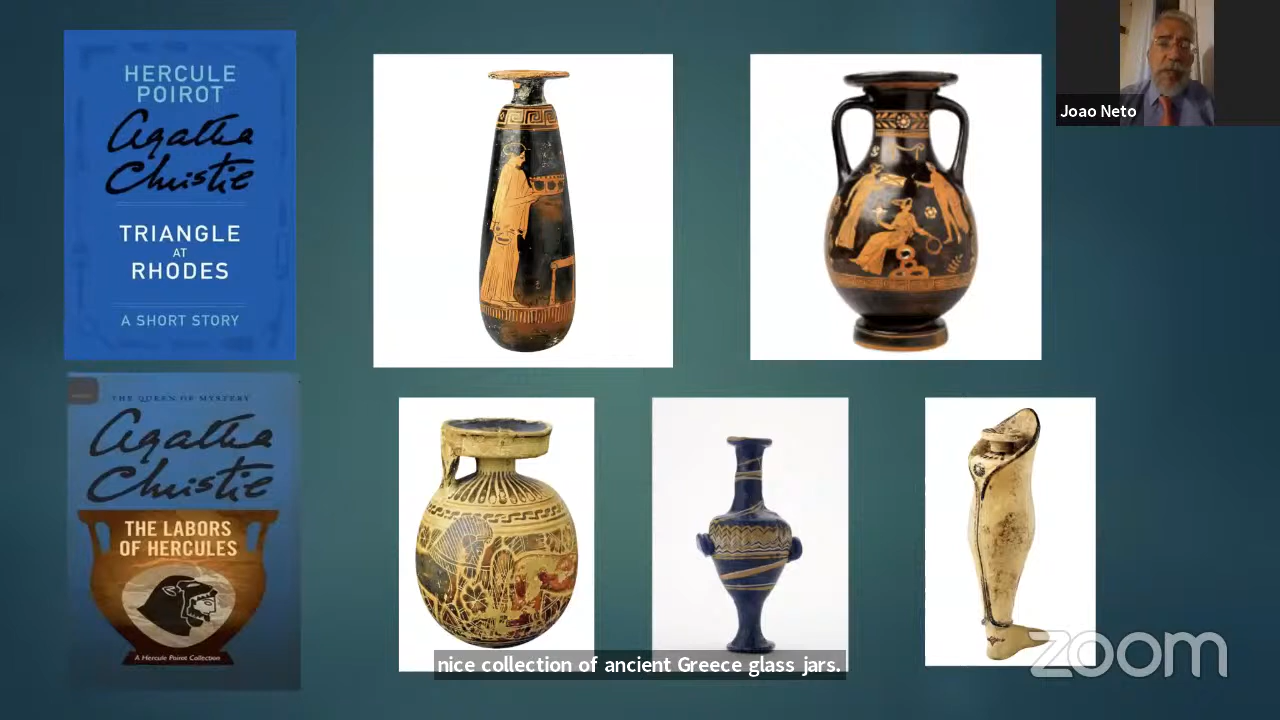 HERCULE
POIROT
Agatha
Christie
TRIANGLE
AT
RHODES
A SHORT STORY
THE QUEEN OF MYSTERY
Agatha
Christie
THE LABORS
OF HERCULES
A Hercule Poirot Collection
Joao Neto
nice collection of ancient Greece glass jars.
zoom